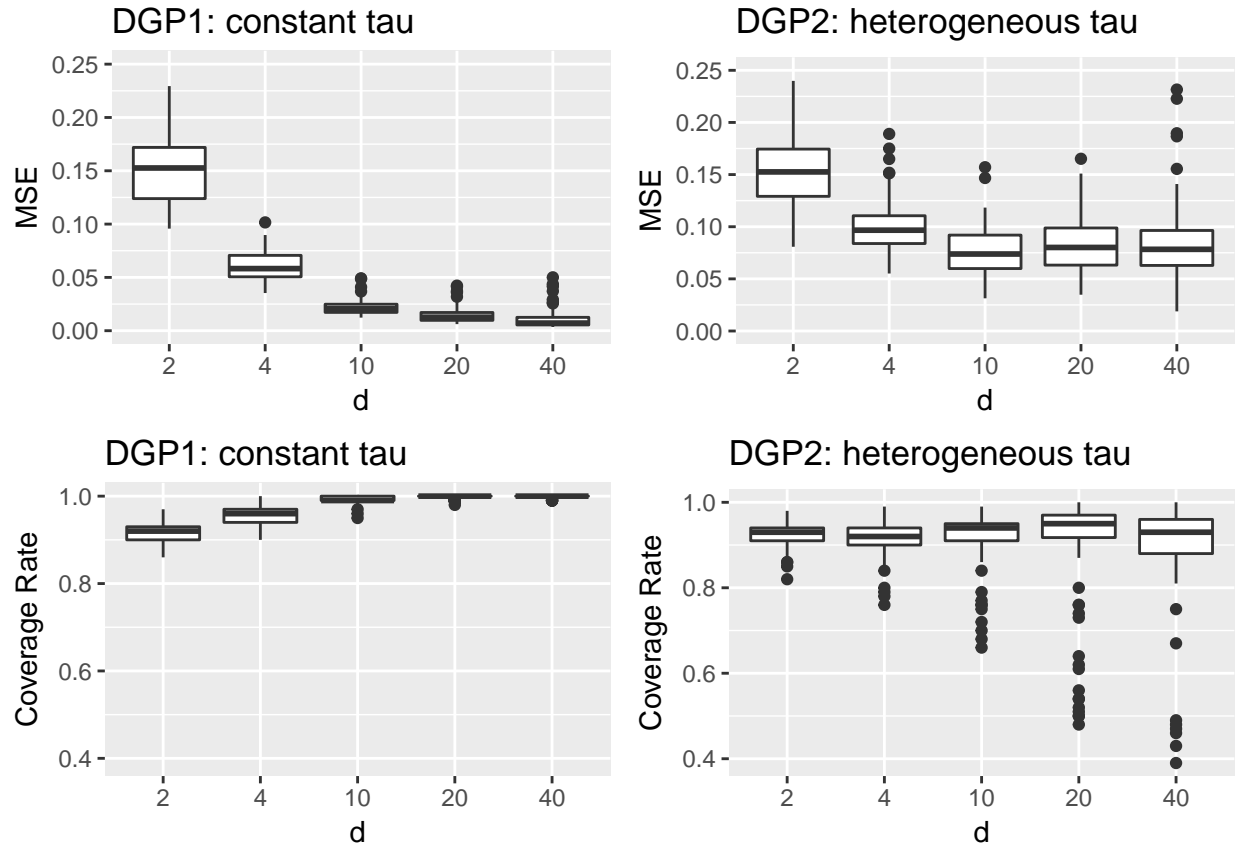 DGP1: constant tau
0.25
0.20
0.15
0.10
0.05
0.00
MSE
2 4 10 20 40
d
DGP2: heterogeneous tau
0.25
0.20
0.15
0.10
0.05
0.00
MSE
2 4 10 20 40
d
DGP1: constant tau
1.0
0.8
0.6
0.4
Coverage Rate
2 4 10 20 40
d
DGP2: heterogeneous tau
1.0
0.8
0.6
0.4
Coverage Rate
2 4 10 20 40
d